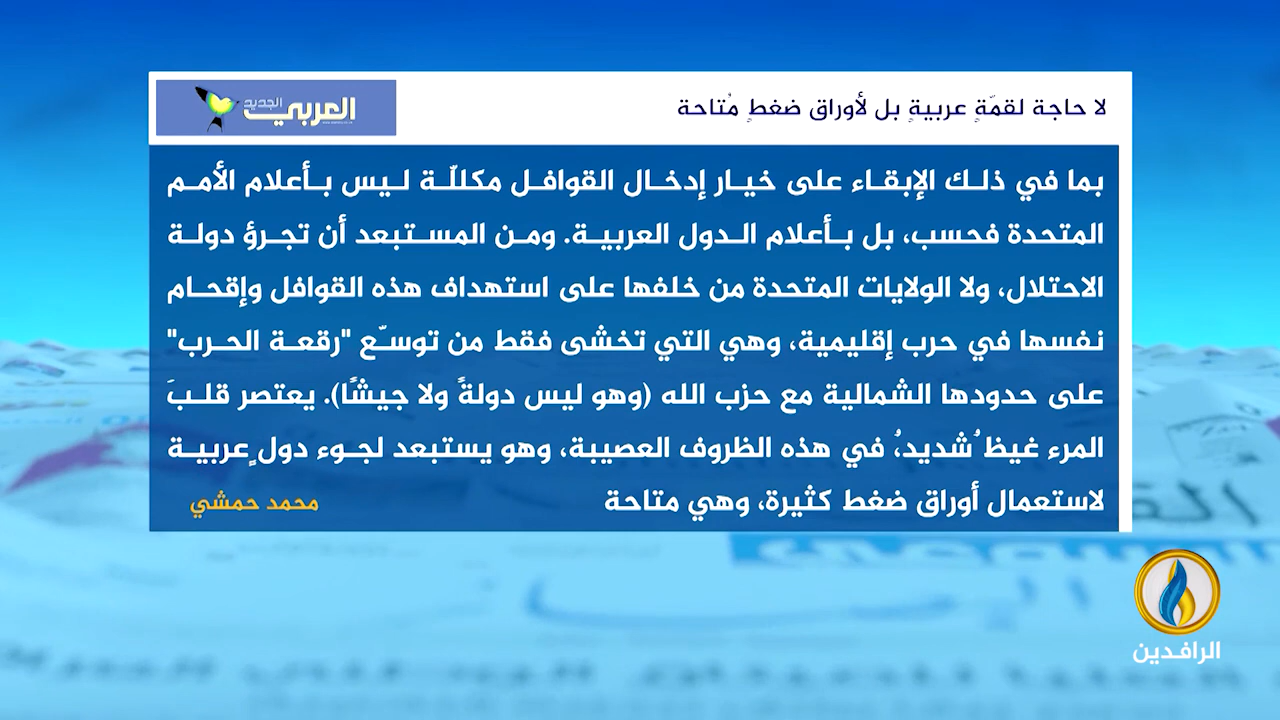 لا حاجة لقمّةٍ عربيةٍ بل لأوراق ضغطٍ مُتاحة
العربي الجديد
بما في ذلك الإبقاء على خيار إدخال القوافل مكللّة ليس بأعلام الأمم
المتحدة فحسب، بل بأعلام الدول العربية. ومن المستبعد أن تجرؤ دولة
الاحتلال، ولا الولايات المتحدة من خلفها على استهداف هذه القوافل وإقحام
نفسها في حرب إقليمية، وهي التي تخشى فقط من توسّع "رقعة الحرب"
على حدودها الشمالية مع حزب الله (وهو ليس دولةً ولا جيشًا). يعتصر قلبَ
المرء غيظ ُشديد ُ، في هذه الظروف العصيبة، وهو يستبعد لجوء دول ٍعربية
لاستعمال أوراق ضغط كثيرة، وهي متاحة
محمد حمشي
الرافدين